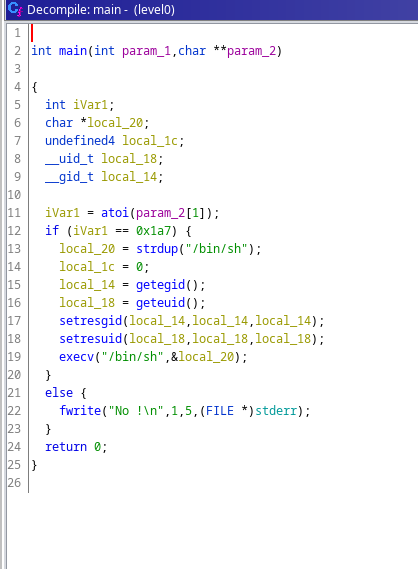 Decompile: main - (level0)
1
2 int main(int param_1,char **param_2)
3
4 {
5 int iVar1;
6 char *local_20;
7 undefined4 local_1c;
8 __uid_t local_18;
9 __gid_t local_14;
10
11 iVar1 = atoi(param_2[1]);
12 if (iVar1 == 0x1a7) {
13 local_20 = strdup("/bin/sh");
14 local_1c = 0;
15 local_14 = getegid();
16 local_18 = geteuid();
17 setresgid(local_14,local_14,local_14);
18 setresuid(local_18,local_18,local_18);
19 execv("/bin/sh",&local_20);
20 }
21 else {
22 fwrite("No !\n",1,5,(FILE *)stderr);
23 }
24 return 0;
25 }
26